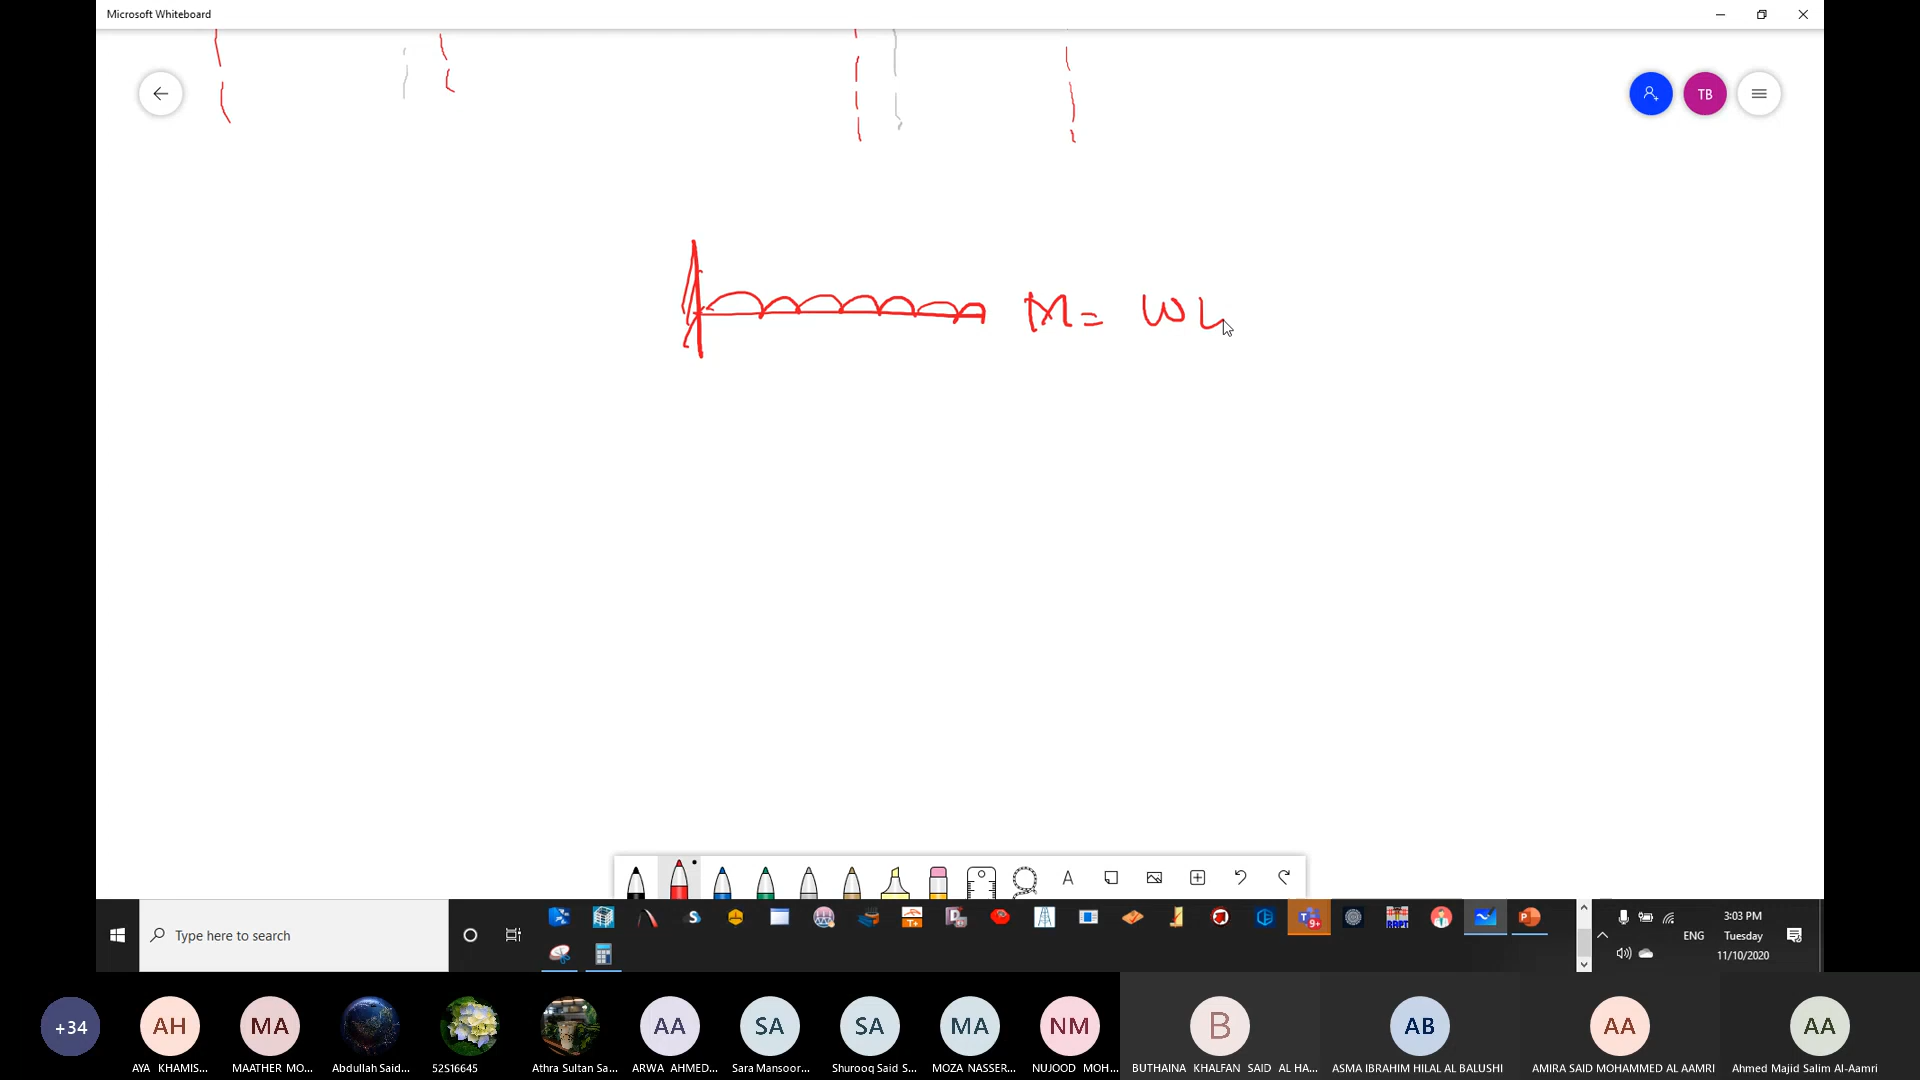 Microsoft Whiteboard
TB
M= WL
A
Type here to search
ENG
3:03 PM
Tuesday
11/10/2020
+34
AH
MA
AA
SA
SA
MA
NM
B
AB
AA
AA
AYA KHAMIS...
MAATHER MO...
Abdullah Said...
52S16645
Athra Sultan Sa...
ARWA AHMED...
Sara Mansoor...
Shurooq Said S...
MOZA NASSER...
NUJOOD MOH...
BUTHAINA KHALFAN SAID AL HA...
ASMA IBRAHIM HILAL AL BALUSHI
AMIRA SAID MOHAMMED AL AAMRI
Ahmed Majid Salim Al-Aamri